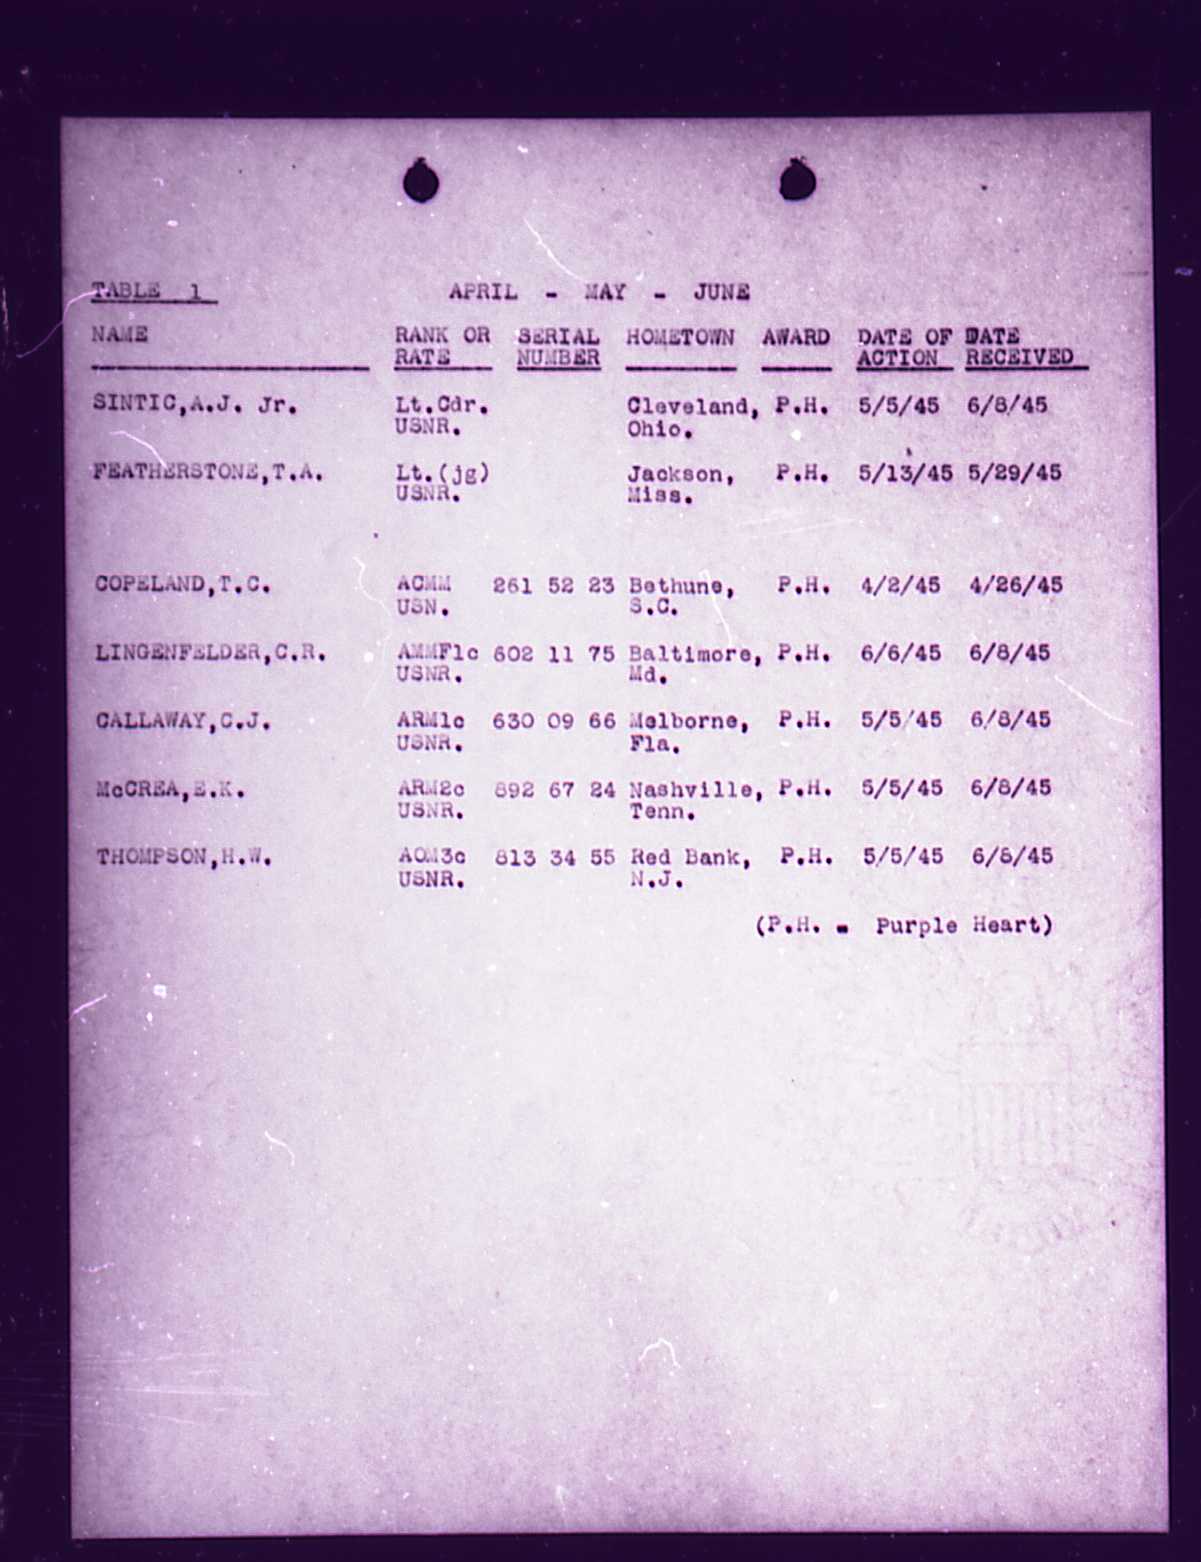 TABLE 1 APRIL - MAY - JUNE
NAME RANK OR SERIAL HOMETOWN AWARD DATE OF DATE
RATE NUMBER ACTION RECEIVED
SINTIC,A.J. Jr. Lt.Cdr. Cleveland, P.H. 5/5/45 6/8/45
USNR. Ohio.
FEATHERSTONE,T.A. Lt.(jg) Jackson, P.H. 5/13/45 5/29/45
USNR. Miss.
COPELAND,T.C. ACMM 261 52 23 Bethune, P.H. 4/2/45 4/26/45
USN. S.C.
LINGENFELDER,C.R. AMMF1c 602 11 75 Baltimore, P.H. 6/6/45 6/8/45
USNR. Md.
CALLAWAY,C.J. ARM1c 630 09 66 Melborne, P.H. 5/5/45 6/8/45
USNR. Fla.
McCREA,E.K. ARM2c 892 67 24 Nashville, P.H. 5/5/45 6/8/45
USNR. Tenn.
THOMPSON,H.W. AOM3c 813 34 55 Red Bank, P.H. 5/5/45 6/8/45
USNR. N.J.
(P.H. - Purple Heart)